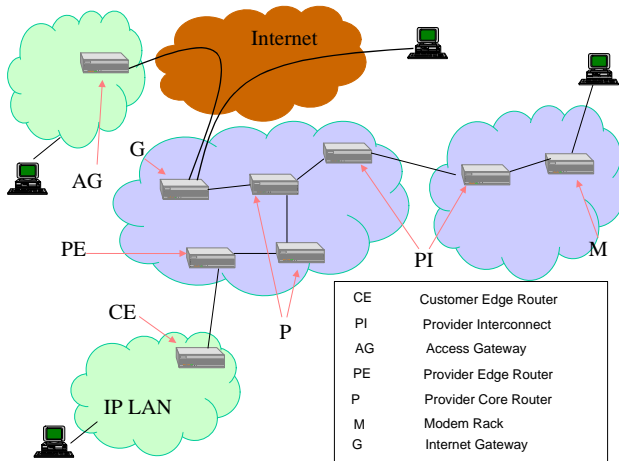 Internet
AG
G
PE
PI
M
P
CE
IP LAN
CE Customer Edge Router
PI Provider Interconnect
AG Access Gateway
PE Provider Edge Router
P Provider Core Router
M Modem Rack
G Internet Gateway